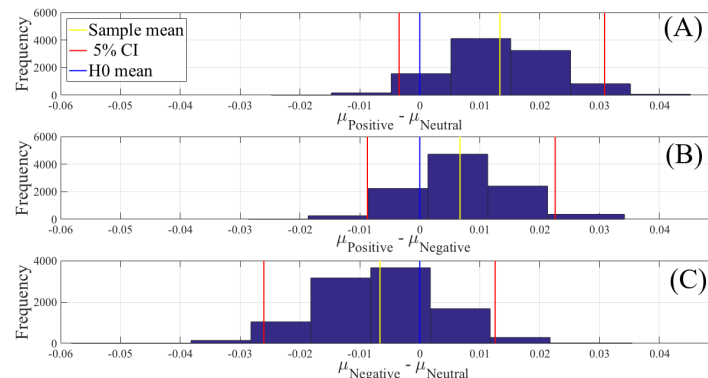 6000
4000
2000
0
Frequency
Sample mean
5% CI
H0 mean
(A)
-0.06 -0.05 -0.04 -0.03 -0.02 -0.01 0 0.01 0.02 0.03 0.04
μPositive - μNeutral
6000
4000
2000
0
Frequency
(B)
-0.06 -0.05 -0.04 -0.03 -0.02 -0.01 0 0.01 0.02 0.03 0.04
μPositive - μNegative
4000
2000
0
Frequency
(C)
-0.06 -0.05 -0.04 -0.03 -0.02 -0.01 0 0.01 0.02 0.03 0.04
μNegative - μNeutral